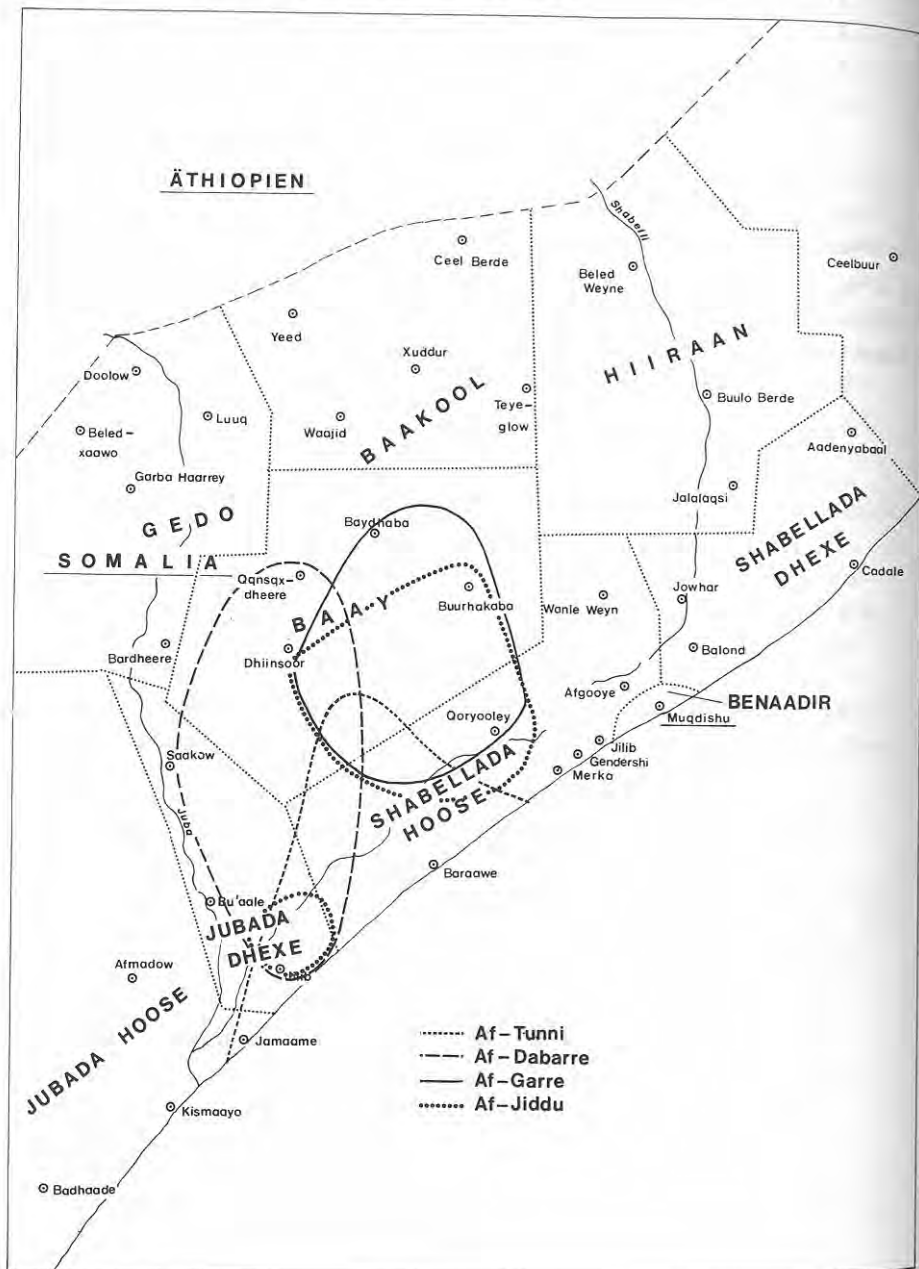 ÄTHIOPIEN
Shabelli
Ceel Berde
Beled
Weyne
Ceelbuur
Yeed
HIIRAAN
Xuddur
Doolow
BAAKOOL
Teye-
glow
Buulo Berde
Luuq
Waajid
Beled-
xaawo
Aadenyabaal
Garba Haarrey
Jalalaqsi
GEDO
Baydhaba
SHABELLADA
DHEXE
SOMALIA
Cadale
Qqnsqx-
dheere
Buurhakaba
Wanle Weyn
Jowhar
BAAY
Bardheere
Dhiinsoor
Balond
Afgooye
BENAADIR
Qoryooley
Muqdishu
Jilib
Saakow
Gendershi
Merka
SHABELLADA
HOOSE
Juba
Baraawe
Bu'aale
JUBADA
DHEXE
Afmadow
JUBADA HOOSE
Jamaame
Af-Tunni
Af-Dabarre
Af-Garre
Af-Jiddu
Kismaayo
Badhaade